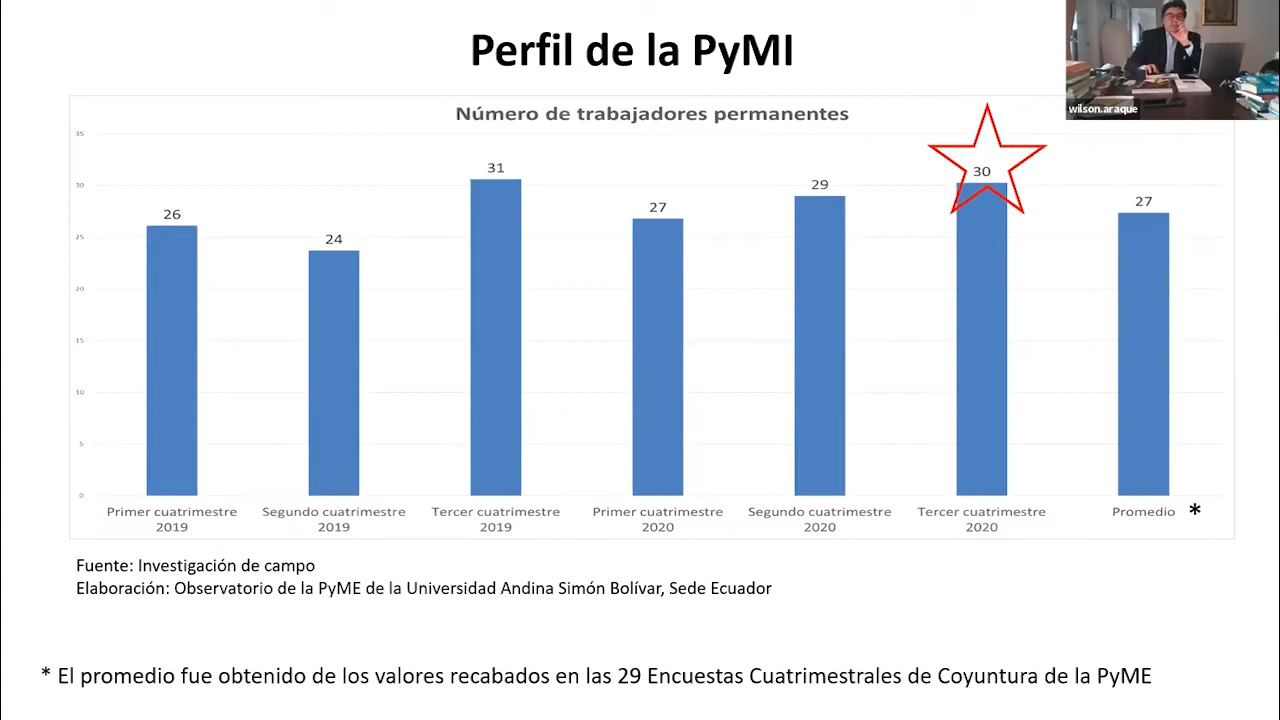 Perfil de la PyMI
wilson.araque
Número de trabajadores permanentes
35
30
25
20
15
10
5
0
26
24
31
27
29
30
27
Primer cuatrimestre
2019
Segundo cuatrimestre
2019
Tercer cuatrimestre
2019
Primer cuatrimestre
2020
Segundo cuatrimestre
2020
Tercer cuatrimestre
2020
Promedio *
Fuente: Investigación de campo
Elaboración: Observatorio de la PyME de la Universidad Andina Simón Bolívar, Sede Ecuador
* El promedio fue obtenido de los valores recabados en las 29 Encuestas Cuatrimestrales de Coyuntura de la PyME